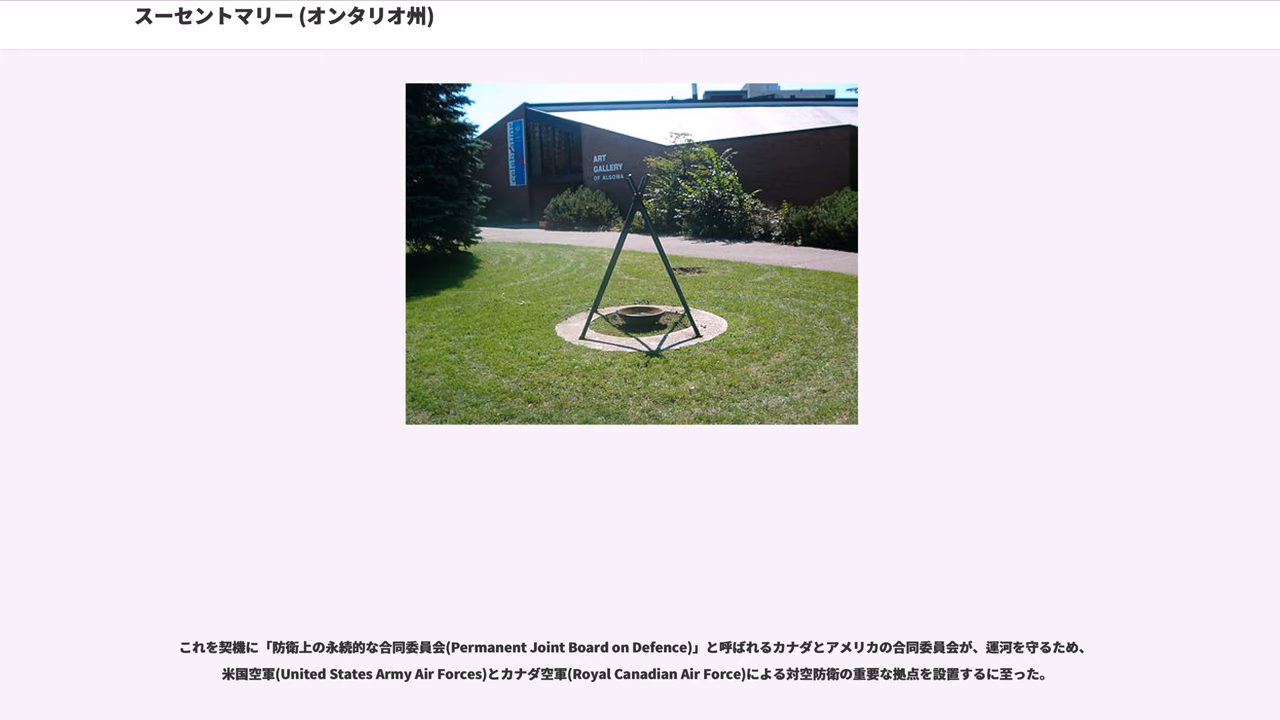 スーセントマリー (オンタリオ州)
ART
GALLERY
OF ALGOMA
これを契機に「防衛上の永続的な合同委員会(Permanent Joint Board on Defence)」と呼ばれるカナダとアメリカの合同委員会が、運河を守るため、
米国空軍(United States Army Air Forces)とカナダ空軍(Royal Canadian Air Force)による対空防衛の重要な拠点を設置するに至った。